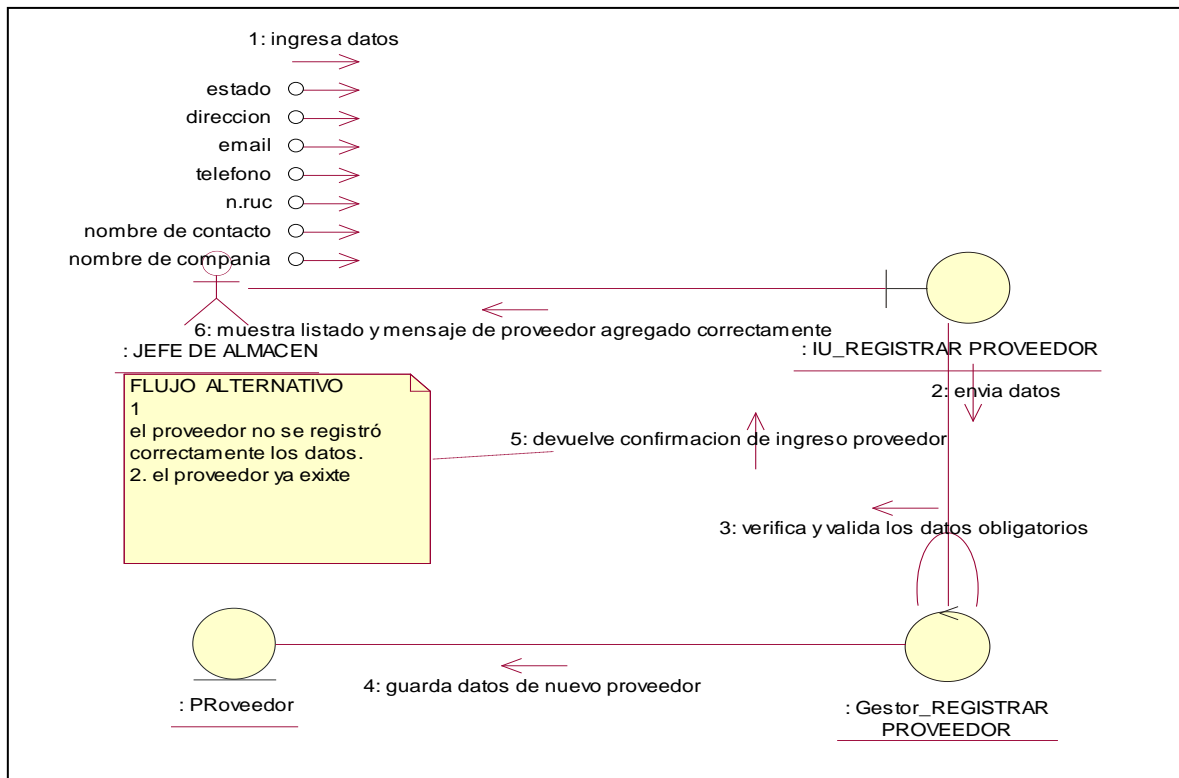 1: ingresa datos
estado
direccion
email
telefono
n.ruc
nombre de contacto
nombre de compania
6: muestra listado y mensaje de proveedor agregado correctamente
: JEFE DE ALMACEN
: IU_REGISTRAR PROVEEDOR
FLUJO ALTERNATIVO
1
el proveedor no se registró
correctamente los datos.
2. el proveedor ya exixte
2: envia datos
5: devuelve confirmacion de ingreso proveedor
3: verifica y valida los datos obligatorios
4: guarda datos de nuevo proveedor
: PRoveedor
: Gestor_REGISTRAR
PROVEEDOR